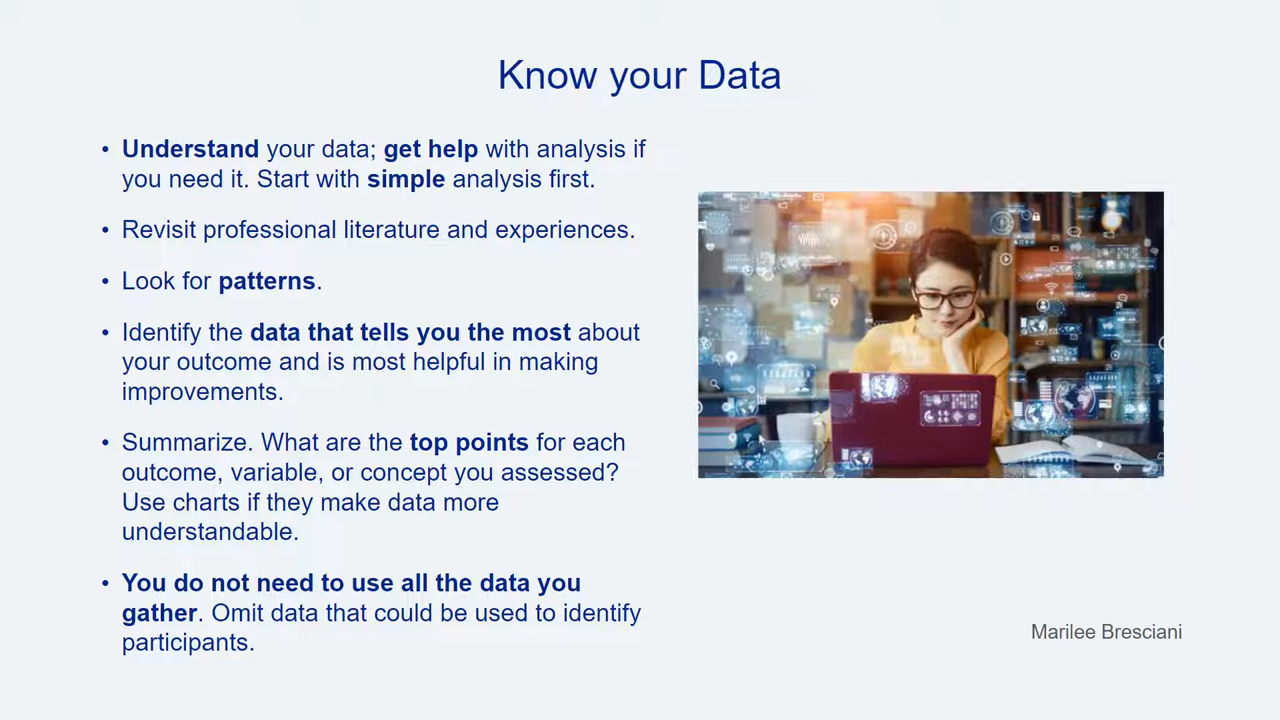 Know your Data
• Understand your data; get help with analysis if
you need it. Start with simple analysis first.
• Revisit professional literature and experiences.
• Look for patterns.
• Identify the data that tells you the most about
your outcome and is most helpful in making
improvements.
• Summarize. What are the top points for each
outcome, variable, or concept you assessed?
Use charts if they make data more
understandable.
• You do not need to use all the data you
gather. Omit data that could be used to identify
participants.
Marilee Bresciani